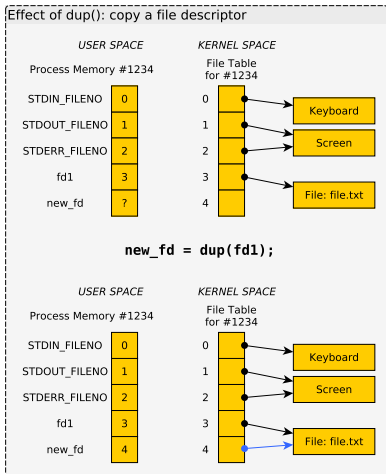 Effect of dup(): copy a file descriptor
USER SPACE KERNEL SPACE
Process Memory #1234 File Table
for #1234
STDIN_FILENO 0 0 Keyboard
STDOUT_FILENO 1 1 Screen
STDERR_FILENO 2 2
fd1 3 3 File: file.txt
new_fd ? 4
new_fd = dup(fd1);
USER SPACE KERNEL SPACE
Process Memory #1234 File Table
for #1234
STDIN_FILENO 0 0 Keyboard
STDOUT_FILENO 1 1 Screen
STDERR_FILENO 2 2
fd1 3 3 File: file.txt
new_fd 4 4